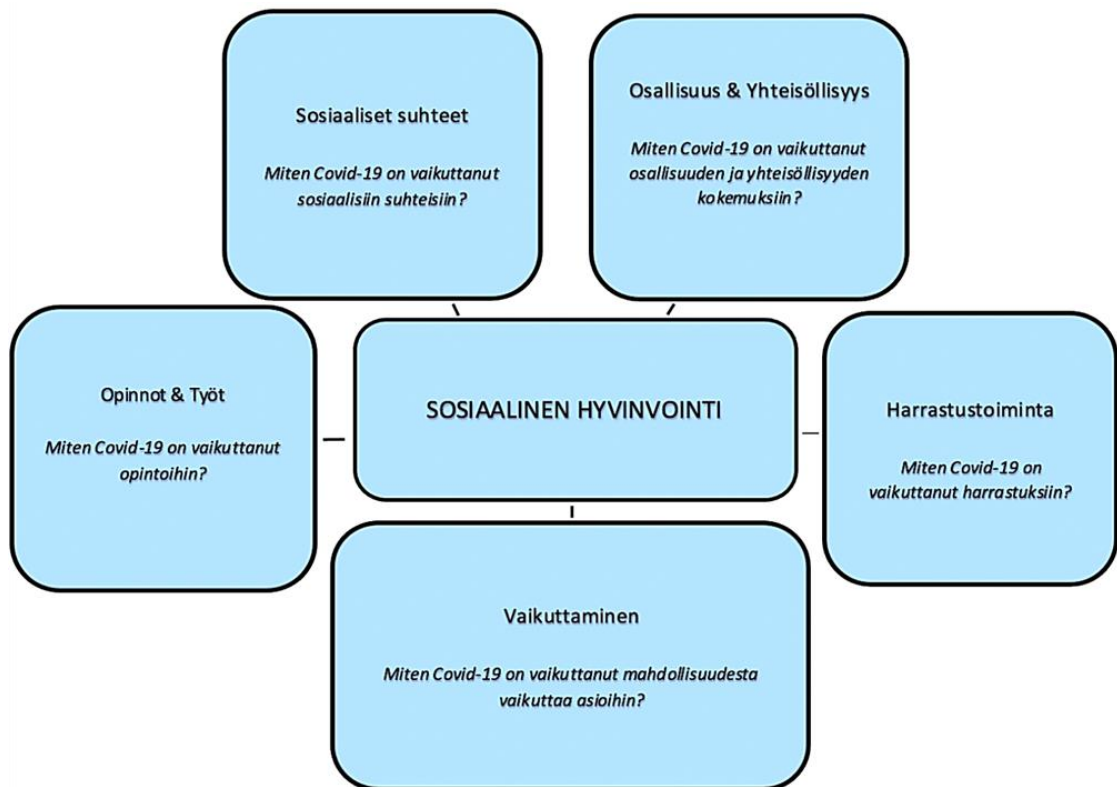 Sosiaaliset suhteet
Miten Covid-19 on vaikuttanut
sosiaalisiin suhteisiin?
Osallisuus & Yhteisöllisyys
Miten Covid-19 on vaikuttanut
osallisuuden ja yhteisöllisyyden
kokemuksiin?
Opinnot & Työt
Miten Covid-19 on vaikuttanut
opintoihin?
SOSIAALINEN HYVINVOINTI
Harrastustoiminta
Miten Covid-19 on
vaikuttanut harrastuksiin?
Vaikuttaminen
Miten Covid-19 on vaikuttanut mahdollisuudesta
vaikuttaa asioihin?